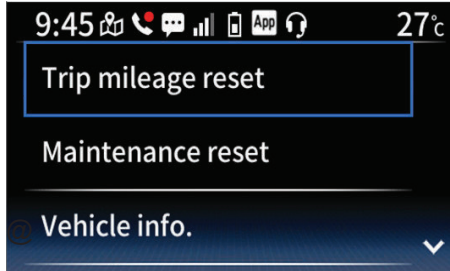 9:45 App 27°c
Trip mileage reset
Maintenance reset
Vehicle info.